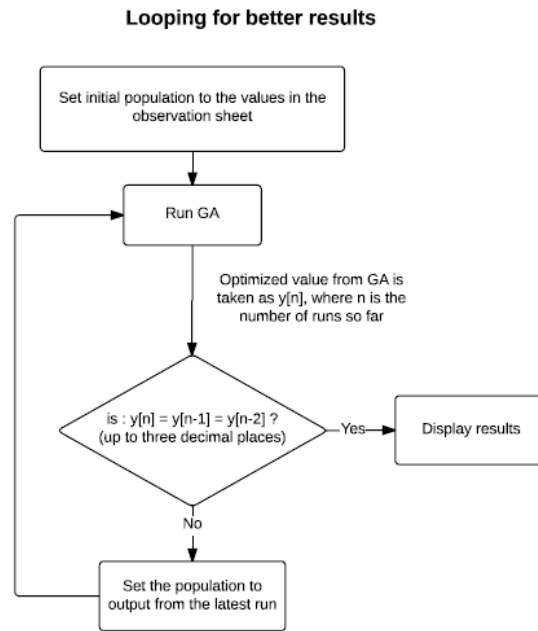 Looping for better results
Set initial population to the values in the
observation sheet
Run GA
Optimized value from GA is
taken as y[n], where n is the
number of runs so far
is : y[n] = y[n-1] = y[n-2] ?
(up to three decimal places)
Yes
Display results
No
Set the population to
output from the latest run